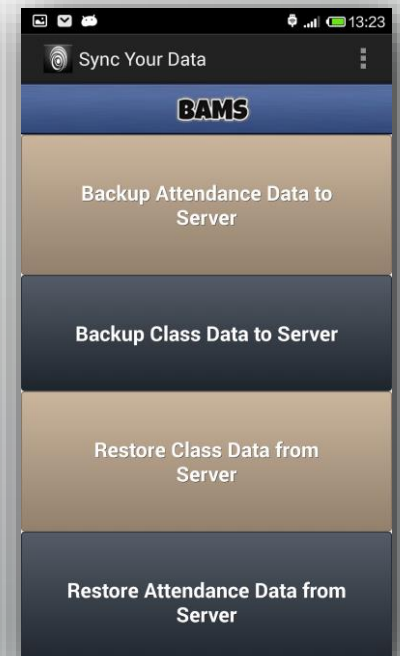 13:23
Sync Your Data
BAMS
Backup Attendance Data to
Server
Backup Class Data to Server
Restore Class Data from
Server
Restore Attendance Data from
Server